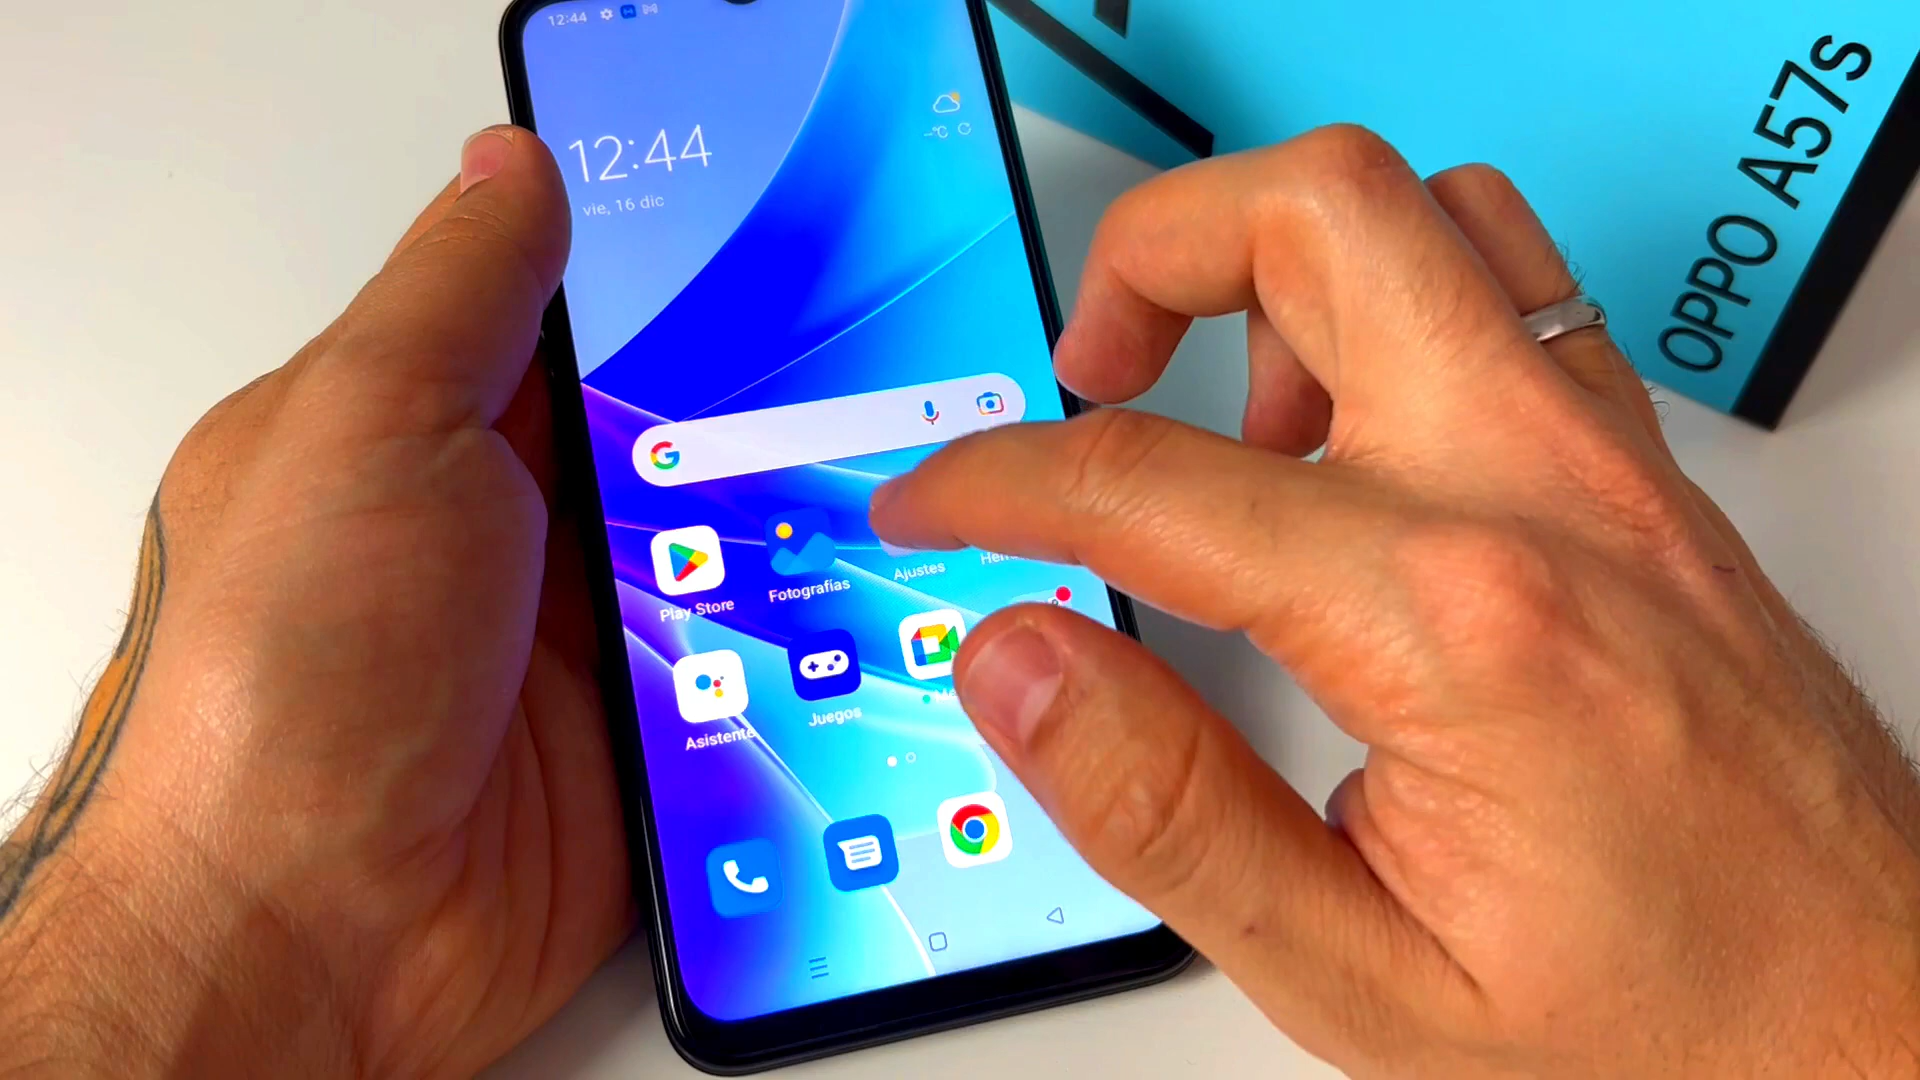 12:44
12:44
vie, 16 dic
--°C
OPPO A57s
Play Store
Fotografías
Ajustes
Asistente
Juegos